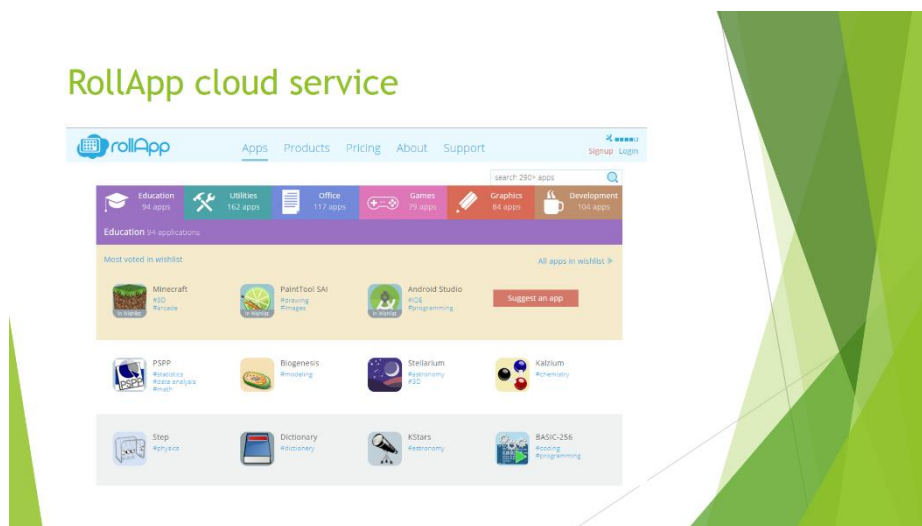 RollApp cloud service
rollApp
Apps Products Pricing About Support
Signup Login
search 290+ apps
Education
94 apps
Utilities
162 apps
Office
117 apps
Games
79 apps
Graphics
84 apps
Development
104 apps
Education 94 applications
Most voted in wishlist
All apps in wishlist »
Minecraft
#3D
#arcade
In Wishlist
PaintTool SAI
#drawing
#images
In Wishlist
Android Studio
#IDE
#programming
In Wishlist
Suggest an app
PSPP
#statistics
#data analysis
#math
PSPP
Biogenesis
#modeling
Stellarium
#astronomy
#3D
Kalzium
#chemistry
Step
#physics
Dictionary
#dictionary
KStars
#astronomy
BASIC-256
#coding
#programming